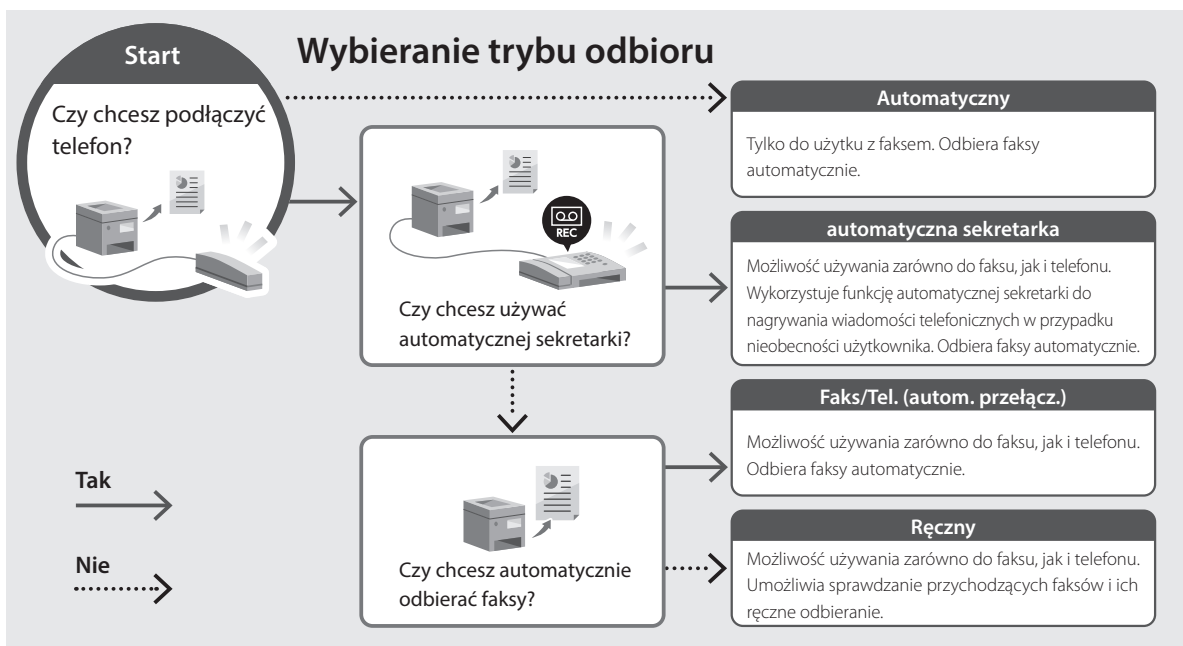 Start
Wybieranie trybu odbioru
Czy chcesz podłączyć
telefon?
REC
Czy chcesz używać
automatycznej sekretarki?
Czy chcesz automatycznie
odbierać faksy?
Automatyczny
Tylko do użytku z faksem. Odbiera faksy
automatycznie.
automatyczna sekretarka
Możliwość używania zarówno do faksu, jak i telefonu.
Wykorzystuje funkcję automatycznej sekretarki do
nagrywania wiadomości telefonicznych w przypadku
nieobecności użytkownika. Odbiera faksy automatycznie.
Faks/Tel. (autom. przełącz.)
Możliwość używania zarówno do faksu, jak i telefonu.
Odbiera faksy automatycznie.
Ręczny
Możliwość używania zarówno do faksu, jak i telefonu.
Umożliwia sprawdzanie przychodzących faksów i ich
ręczne odbieranie.
Tak
Nie